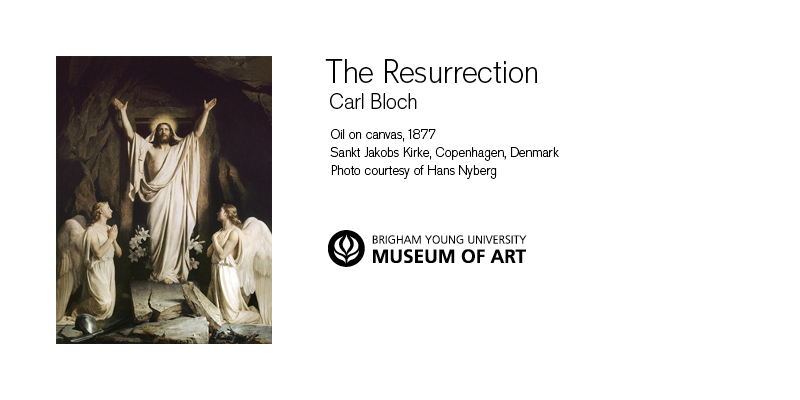 The Resurrection
Carl Bloch
Oil on canvas, 1877
Sankt Jakobs Kirke, Copenhagen, Denmark
Photo courtesy of Hans Nyberg
BRIGHAM YOUNG UNIVERSITY
MUSEUM OF ART